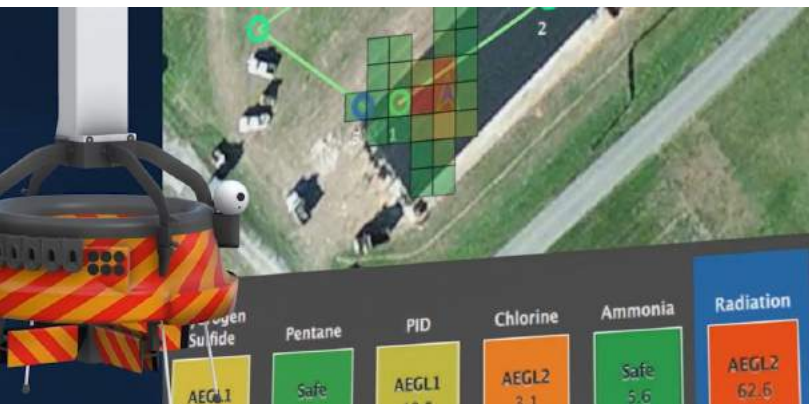 2
1
Sulfide
Pentane
PID
Chlorine
Ammonia
Radiation
AEGL1
Safe
AEGL1
AEGL2
3.1
Safe
5.6
AEGL2
62.6